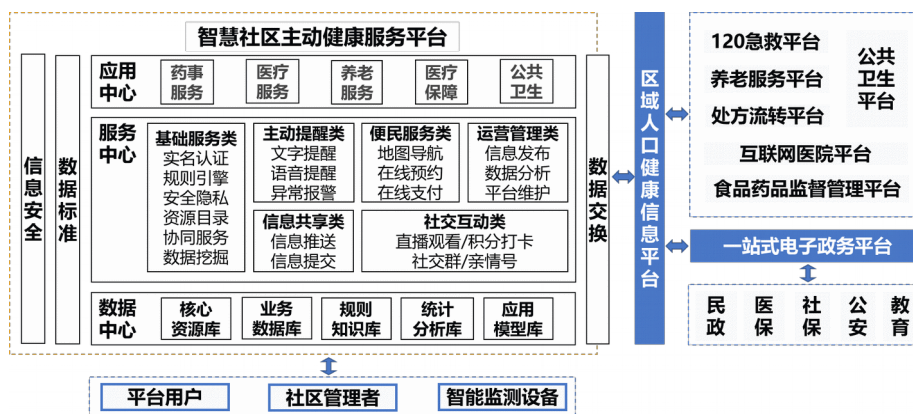 智慧社区主动健康服务平台
信息安全
数据标准
应用
中心
药事
服务
医疗
服务
养老
服务
医疗
保障
公共
卫生
服务
中心
基础服务类
实名认证
规则引擎
安全隐私
资源目录
协同服务
数据挖掘
主动提醒类
文字提醒
语音提醒
异常报警
便民服务类
地图导航
在线预约
在线支付
运营管理类
信息发布
数据分析
平台维护
信息共享类
信息推送
信息提交
社交互动类
直播观看/积分打卡
社交群/亲情号
数据
中心
核心
资源库
业务
数据库
规则
知识库
统计
分析库
应用
模型库
数据交换
区域人口健康信息平台
120急救平台
养老服务平台
处方流转平台
公共
卫生
平台
互联网医院平台
食品药品监督管理平台
一站式电子政务平台
民政
医保
社保
公安
教育
平台用户
社区管理者
智能监测设备